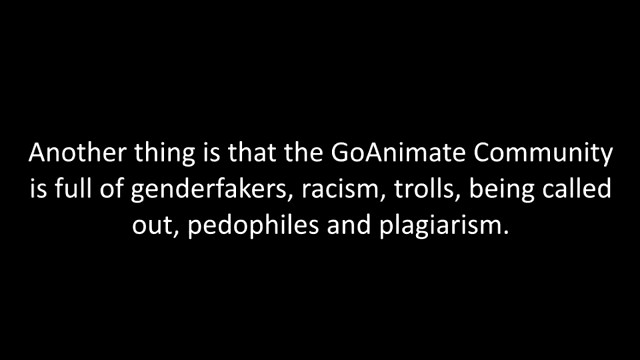 Another thing is that the GoAnimate Community
is full of genderfakers, racism, trolls, being called
out, pedophiles and plagiarism.